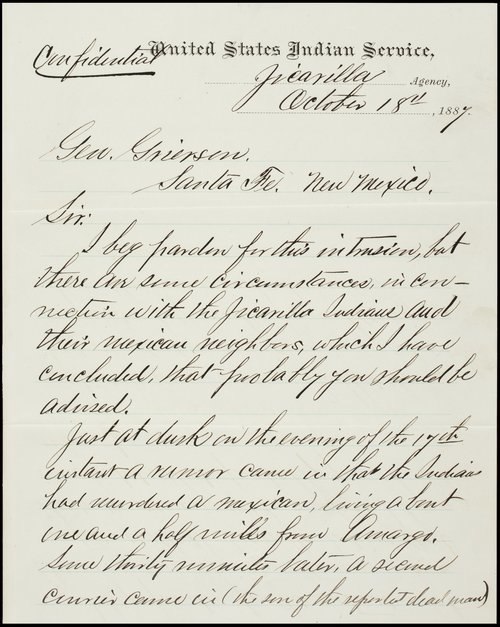 Confidential United States Indian Service,
Jicarilla Agency,
October 18th, 1887.
Gen. Grierson.
Santa Fe. New Mexico.
Sir:
I beg pardon for this intrusion, but
there are some circumstances, in con-
nection with the Jicarilla Indians and
their mexican neighbors, which I have
concluded, that probably you should be
advised.
Just at dusk on the evening of the 17th
instant a rumor came in that the Indians
had murdered a mexican, living about
one and a half miles from Amargo.
Some thirty minutes later, a second
courier came in (the son of the reported dead man)